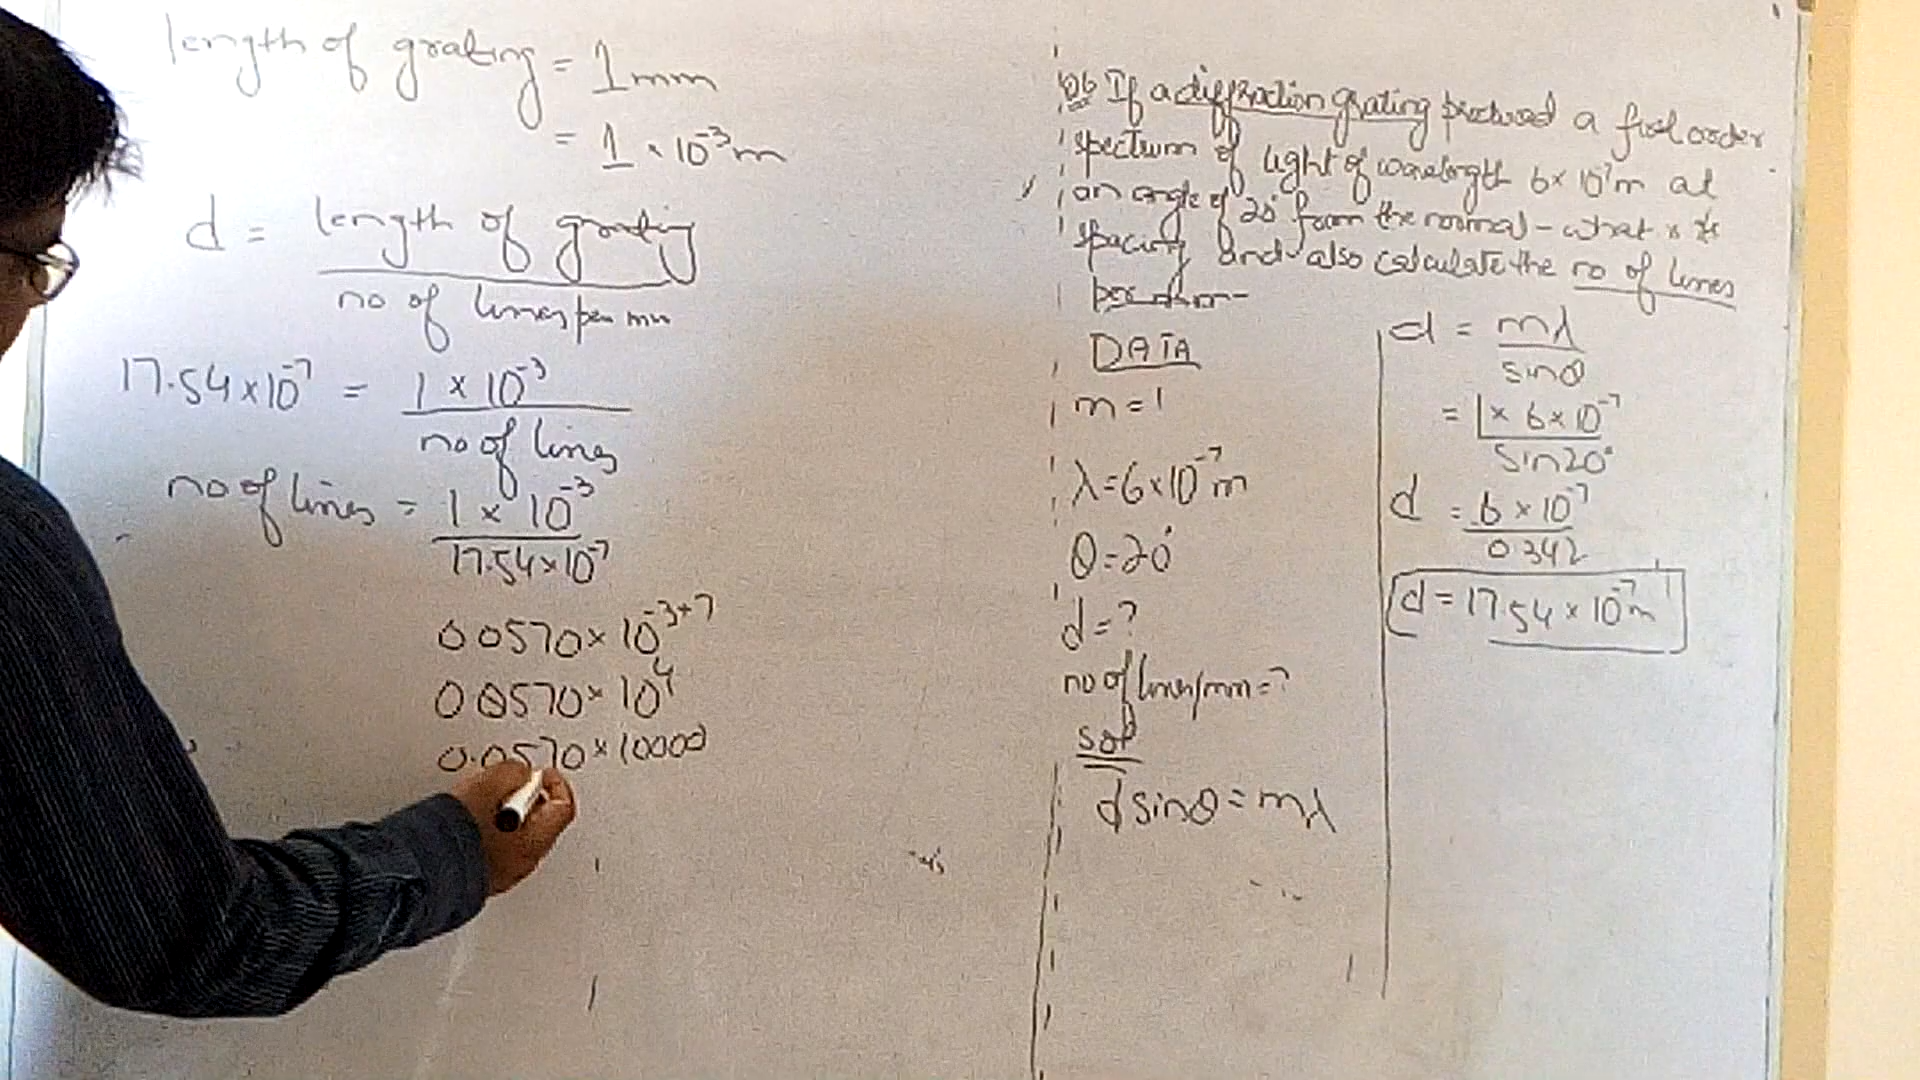 length of grating = 1mm
= 1 × 10⁻³m
d = length of grating
no of lines per mm
17.54×10⁻⁷ = 1 × 10⁻³
no of lines
no of lines = 1 × 10⁻³
17.54×10⁻⁷
0.0570×10⁻³⁺⁷
0.0570×10⁴
0.0570×10000
Q6 If a diffraction grating produced a first order
spectrum of light of wavelength 6×10⁻⁷m at
an angle of 20° from the normal - what is its
spacing and also calculate the no of lines
per mm-
DATA
m=1
λ=6×10⁻⁷m
θ=20°
d=?
no of lines/mm=?
Sol
d sinθ=mλ
d = mλ
sinθ
= 1 × 6×10⁻⁷
Sin20°
d = 6 × 10⁻⁷
0.342
d = 17.54 × 10⁻⁷m